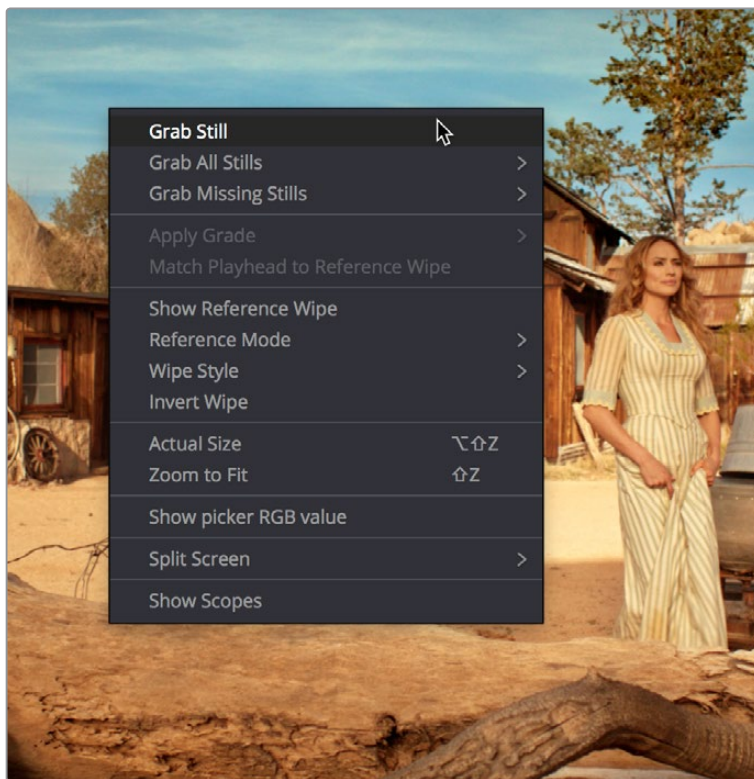 Grab Still
Grab All Stills
Grab Missing Stills
Apply Grade
Match Playhead to Reference Wipe
Show Reference Wipe
Reference Mode
Wipe Style
Invert Wipe
Actual Size ⌥⇧Z
Zoom to Fit ⇧Z
Show picker RGB value
Split Screen
Show Scopes